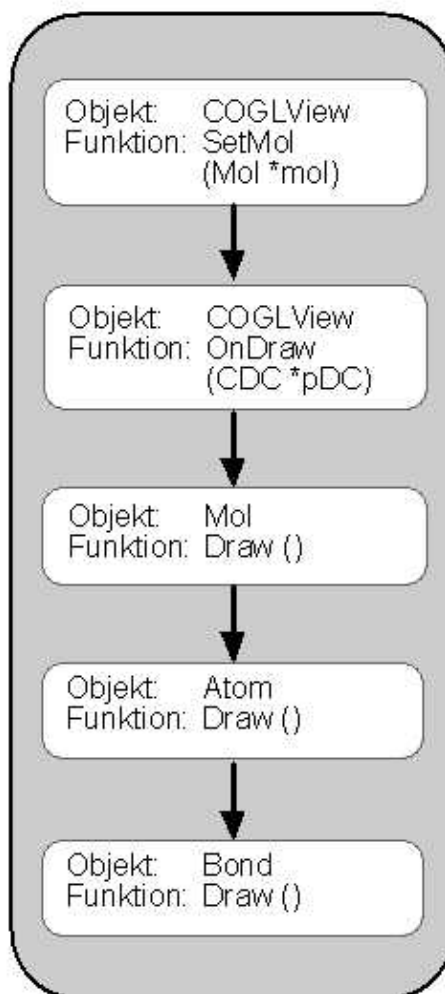 Objekt: COGLView
Funktion: SetMol
(Mol *mol)
Objekt: COGLView
Funktion: OnDraw
(CDC *pDC)
Objekt: Mol
Funktion: Draw ()
Objekt: Atom
Funktion: Draw ()
Objekt: Bond
Funktion: Draw ()